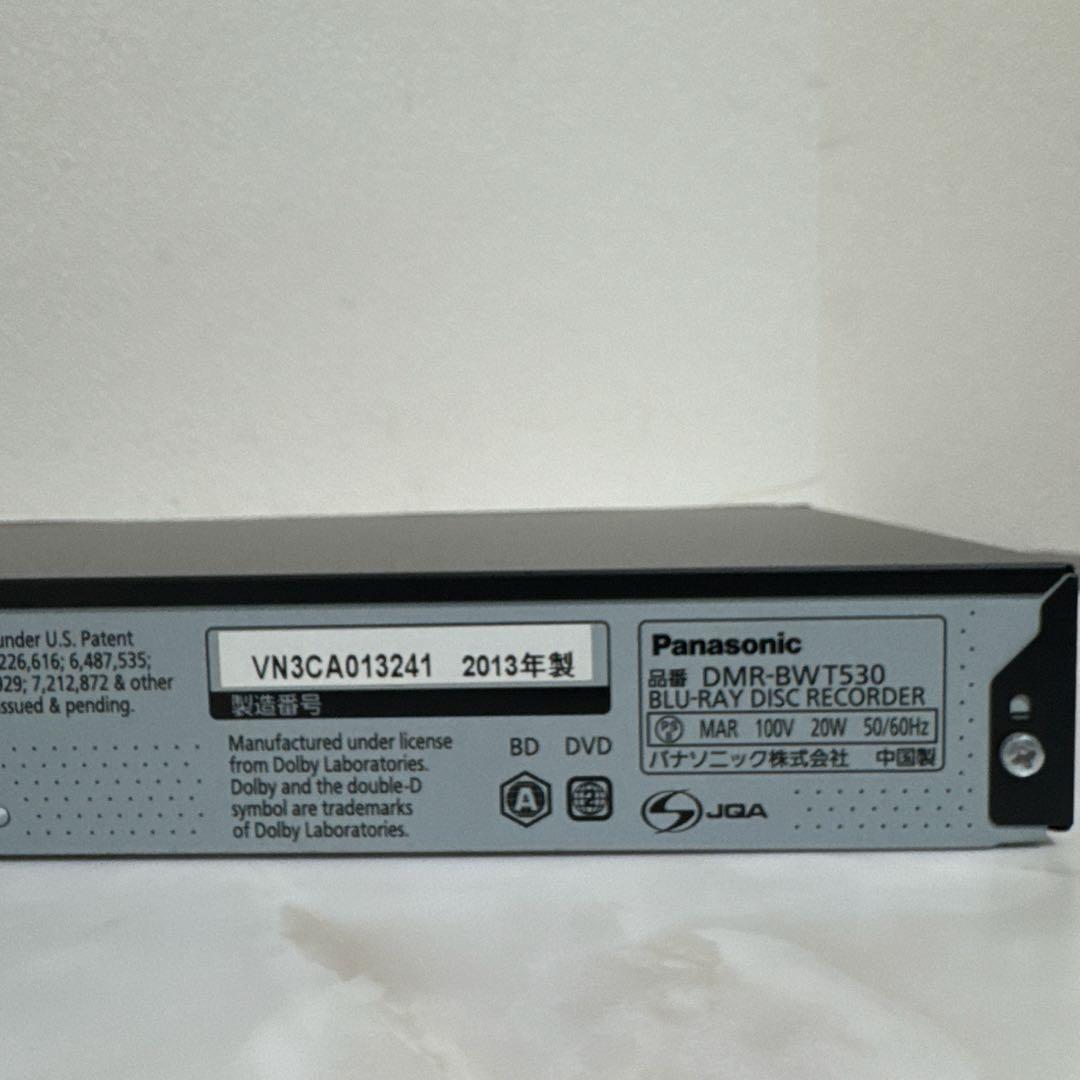 under U.S. Patent
226,616; 6,487,535;
929; 7,212,872 & other
issued & pending.
VN3CA013241 2013年製
製造番号
Manufactured under license
from Dolby Laboratories.
Dolby and the double-D
symbol are trademarks
of Dolby Laboratories.
BD DVD
A 2
Panasonic
品番 DMR-BWT530
BLU-RAY DISC RECORDER
PS E MAR 100V 20W 50/60Hz
パナソニック株式会社 中国製
JQA